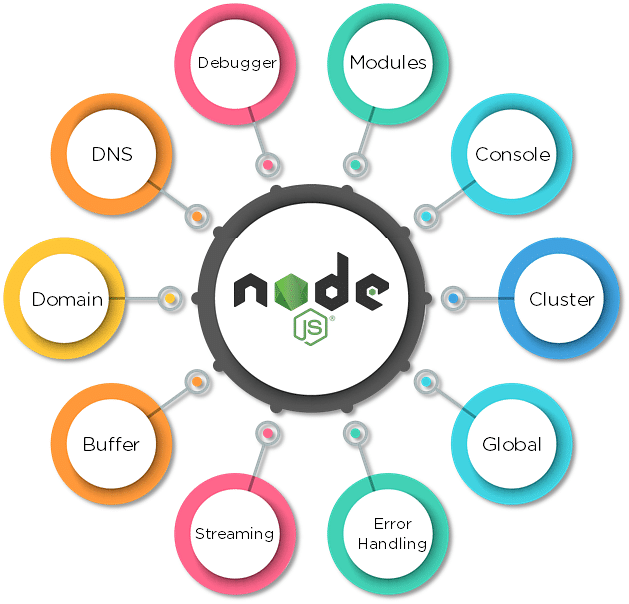 Debugger
Modules
DNS
Console
Domain
node
JS®
Cluster
Buffer
Global
Streaming
Error
Handling